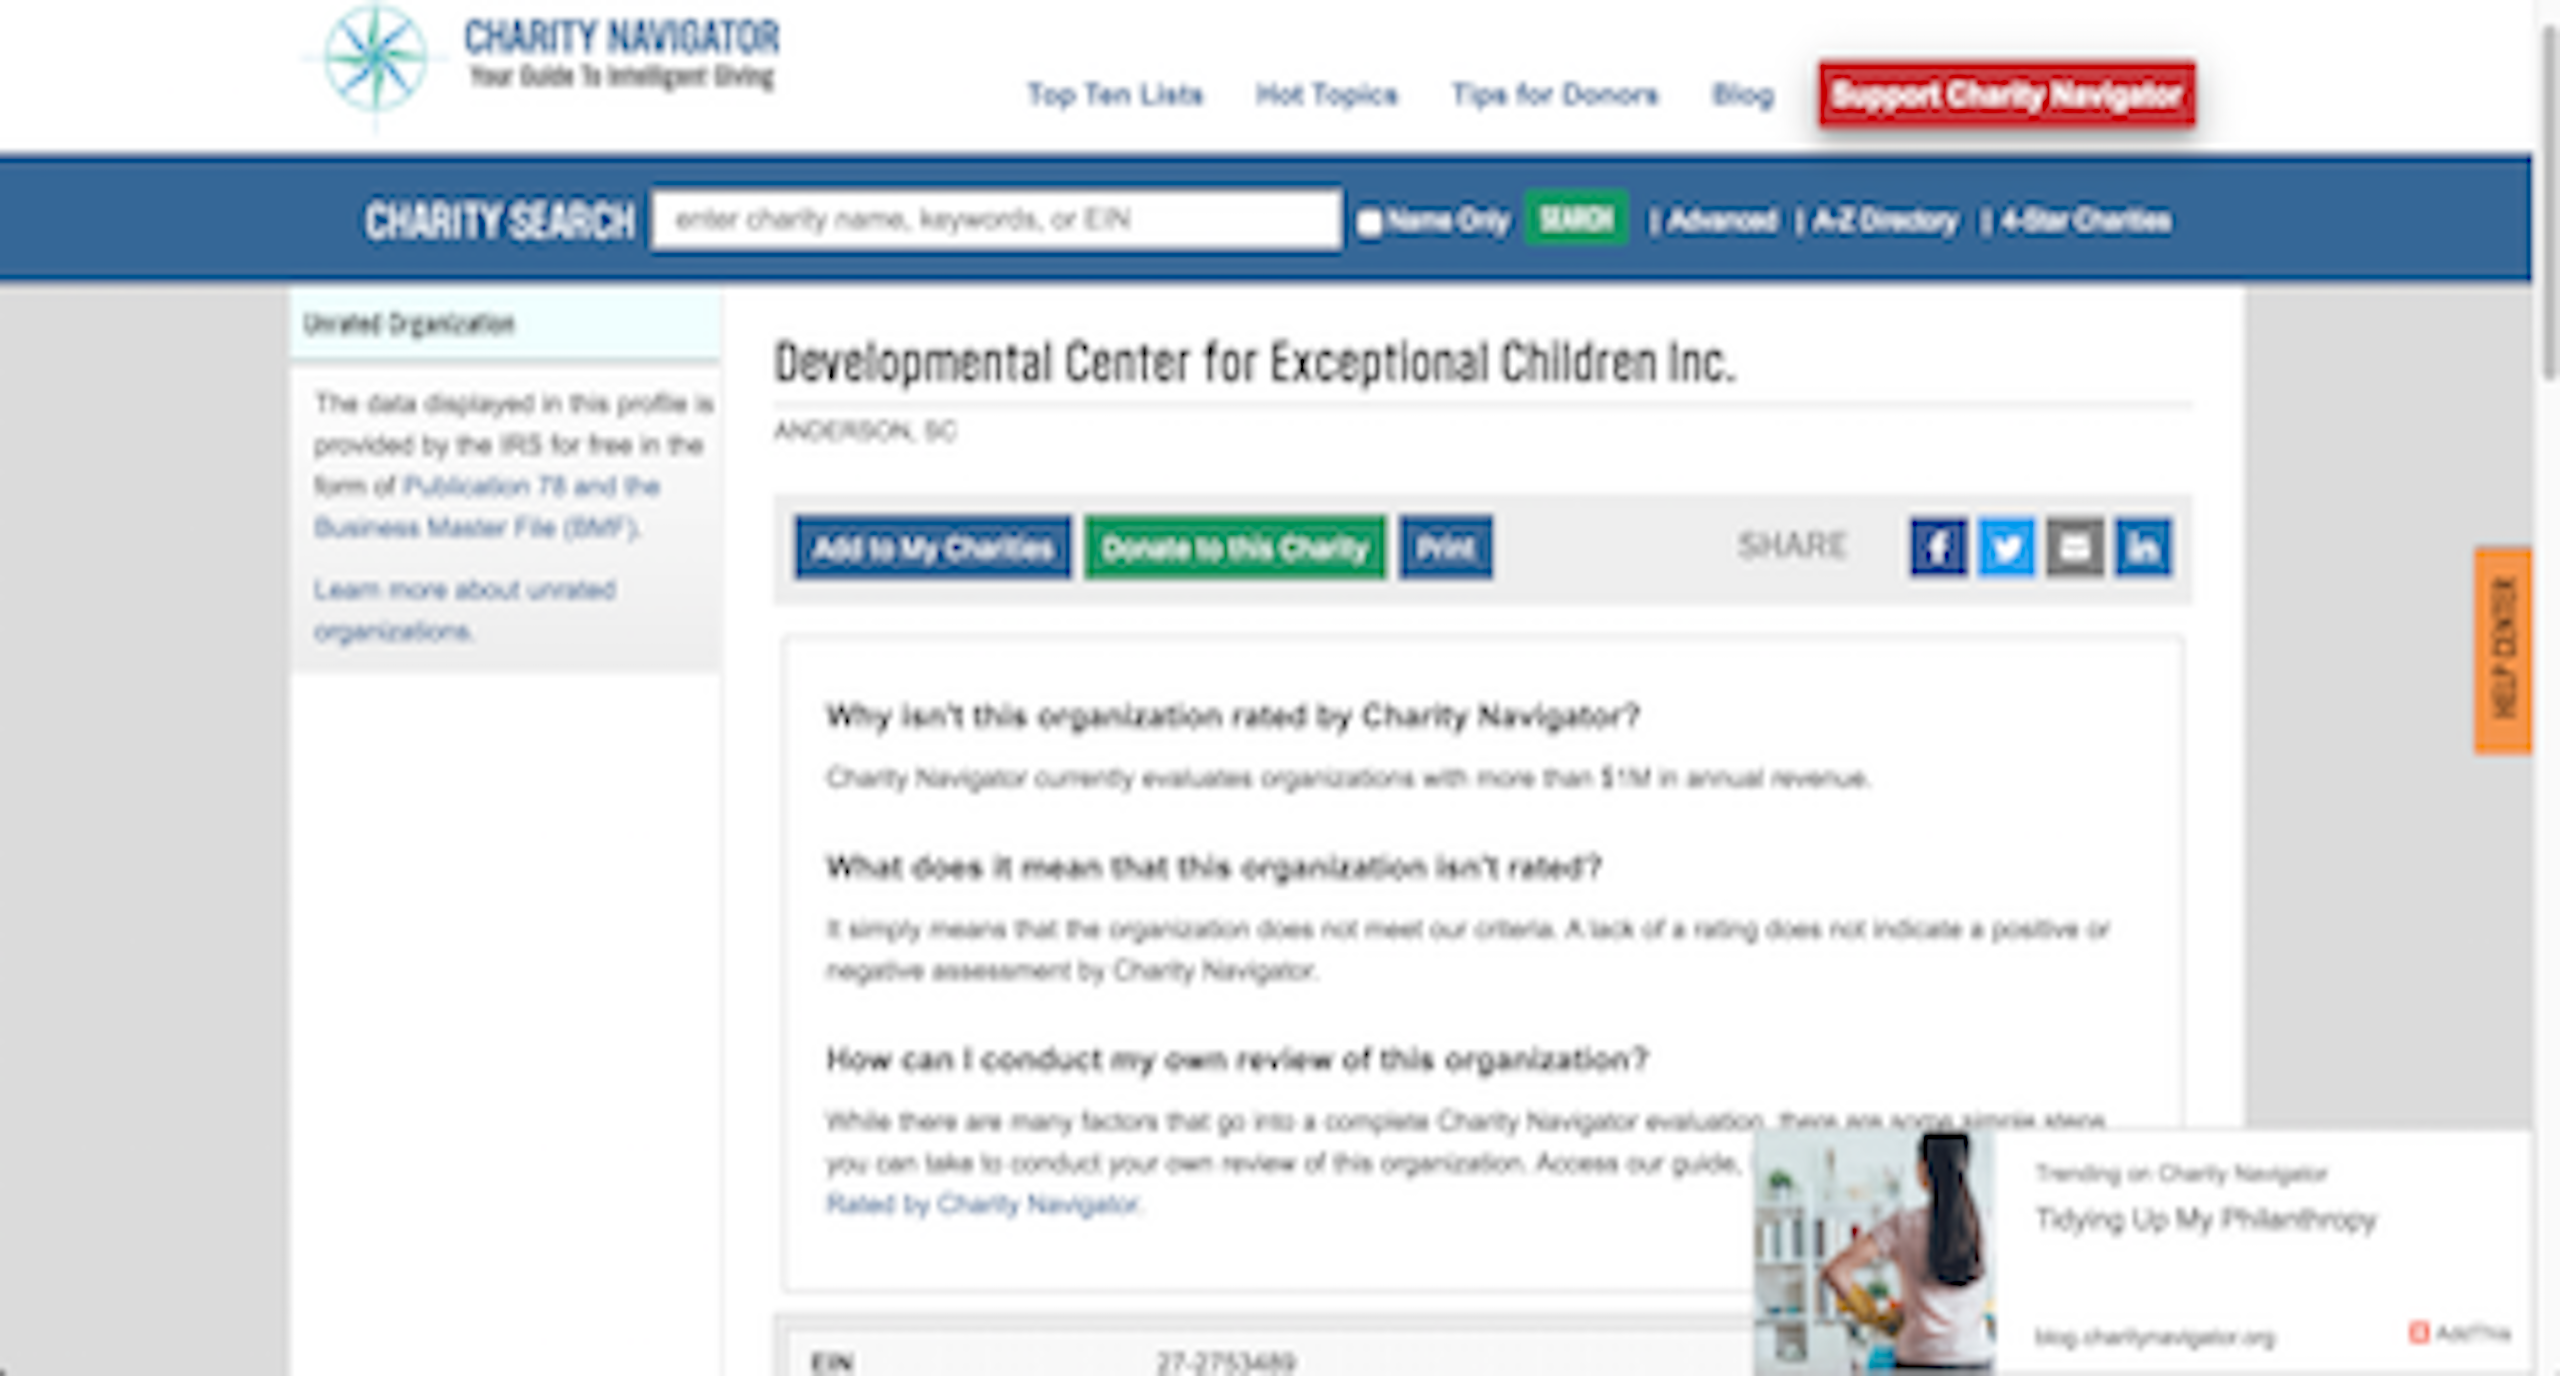 CHARITY NAVIGATOR
Your Guide To Intelligent Giving
Top Ten Lists Hot Topics Tips for Donors Blog Support Charity Navigator
CHARITY SEARCH enter charity name, keywords, or EIN Name Only SEARCH | Advanced | A-Z Directory | 4-Star Charities
Unrated Organization
The data displayed in this profile is
provided by the IRS for free in the
form of Publication 78 and the
Business Master File (BMF).
Learn more about unrated
organizations.
Developmental Center for Exceptional Children Inc.
ANDERSON, SC
Add to My Charities Donate to this Charity Print SHARE
Why isn't this organization rated by Charity Navigator?
Charity Navigator currently evaluates organizations with more than $1M in annual revenue.
What does it mean that this organization isn't rated?
It simply means that the organization does not meet our criteria. A lack of a rating does not indicate a positive or
negative assessment by Charity Navigator.
How can I conduct my own review of this organization?
While there are many factors that go into a complete Charity Navigator evaluation, there are some simple steps
you can take to conduct your own review of this organization. Access our guide,
Rated by Charity Navigator.
EIN 27-2753489
HELP CENTER
Trending on Charity Navigator
Tidying Up My Philanthropy
blog.charitynavigator.org
AddThis